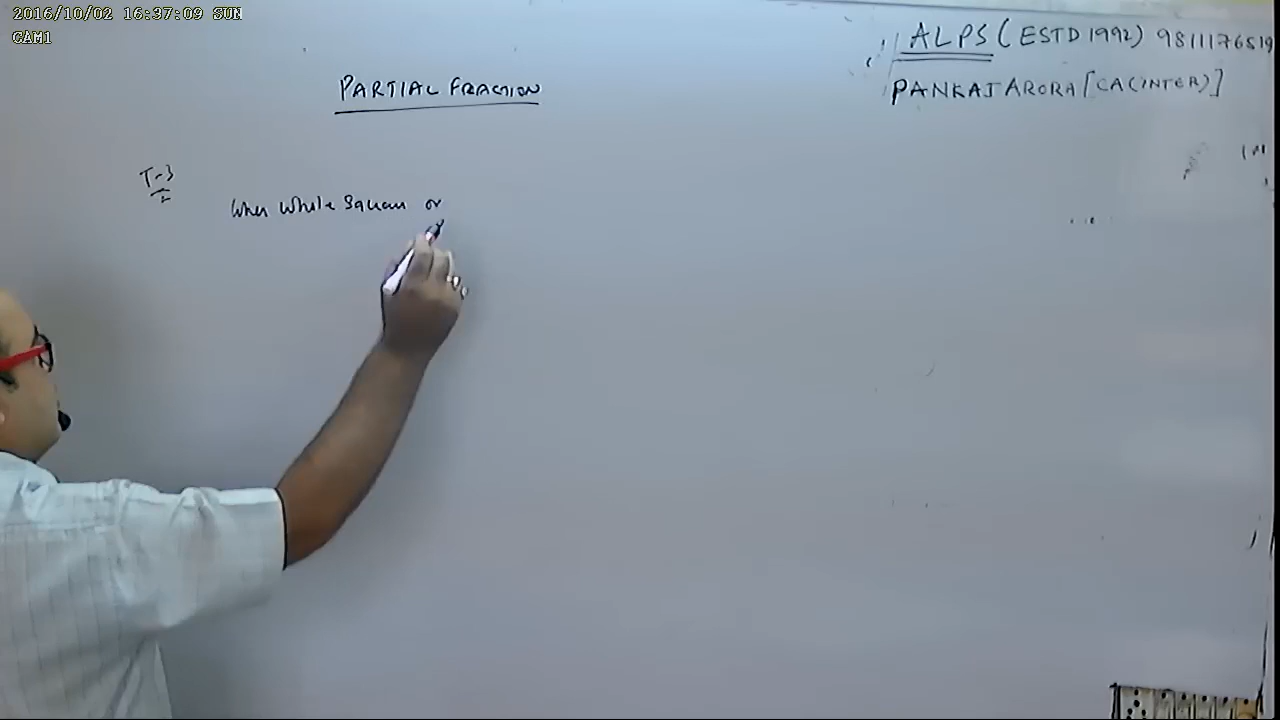 2016/10/02 16:37:09 SUN
CAM1
ALPS (ESTD 1992) 9811176519
PANKAJ ARORA [CA(INTER)]
PARTIAL FRACTION
T-3
When Whole Square or